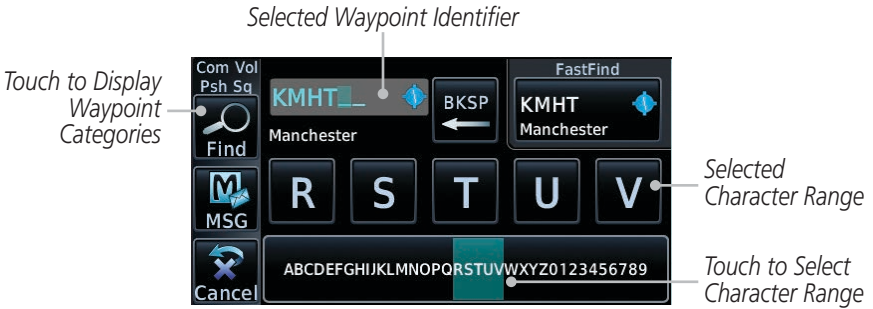 Selected Waypoint Identifier
Touch to Display
Waypoint
Categories
Com Vol
Psh Sq
Find
MSG
Cancel
KMHT__
Manchester
BKSP
FastFind
KMHT
Manchester
R S T U V
ABCDEFGHIJKLMNOPQRSTUVWXYZ0123456789
Selected
Character Range
Touch to Select
Character Range